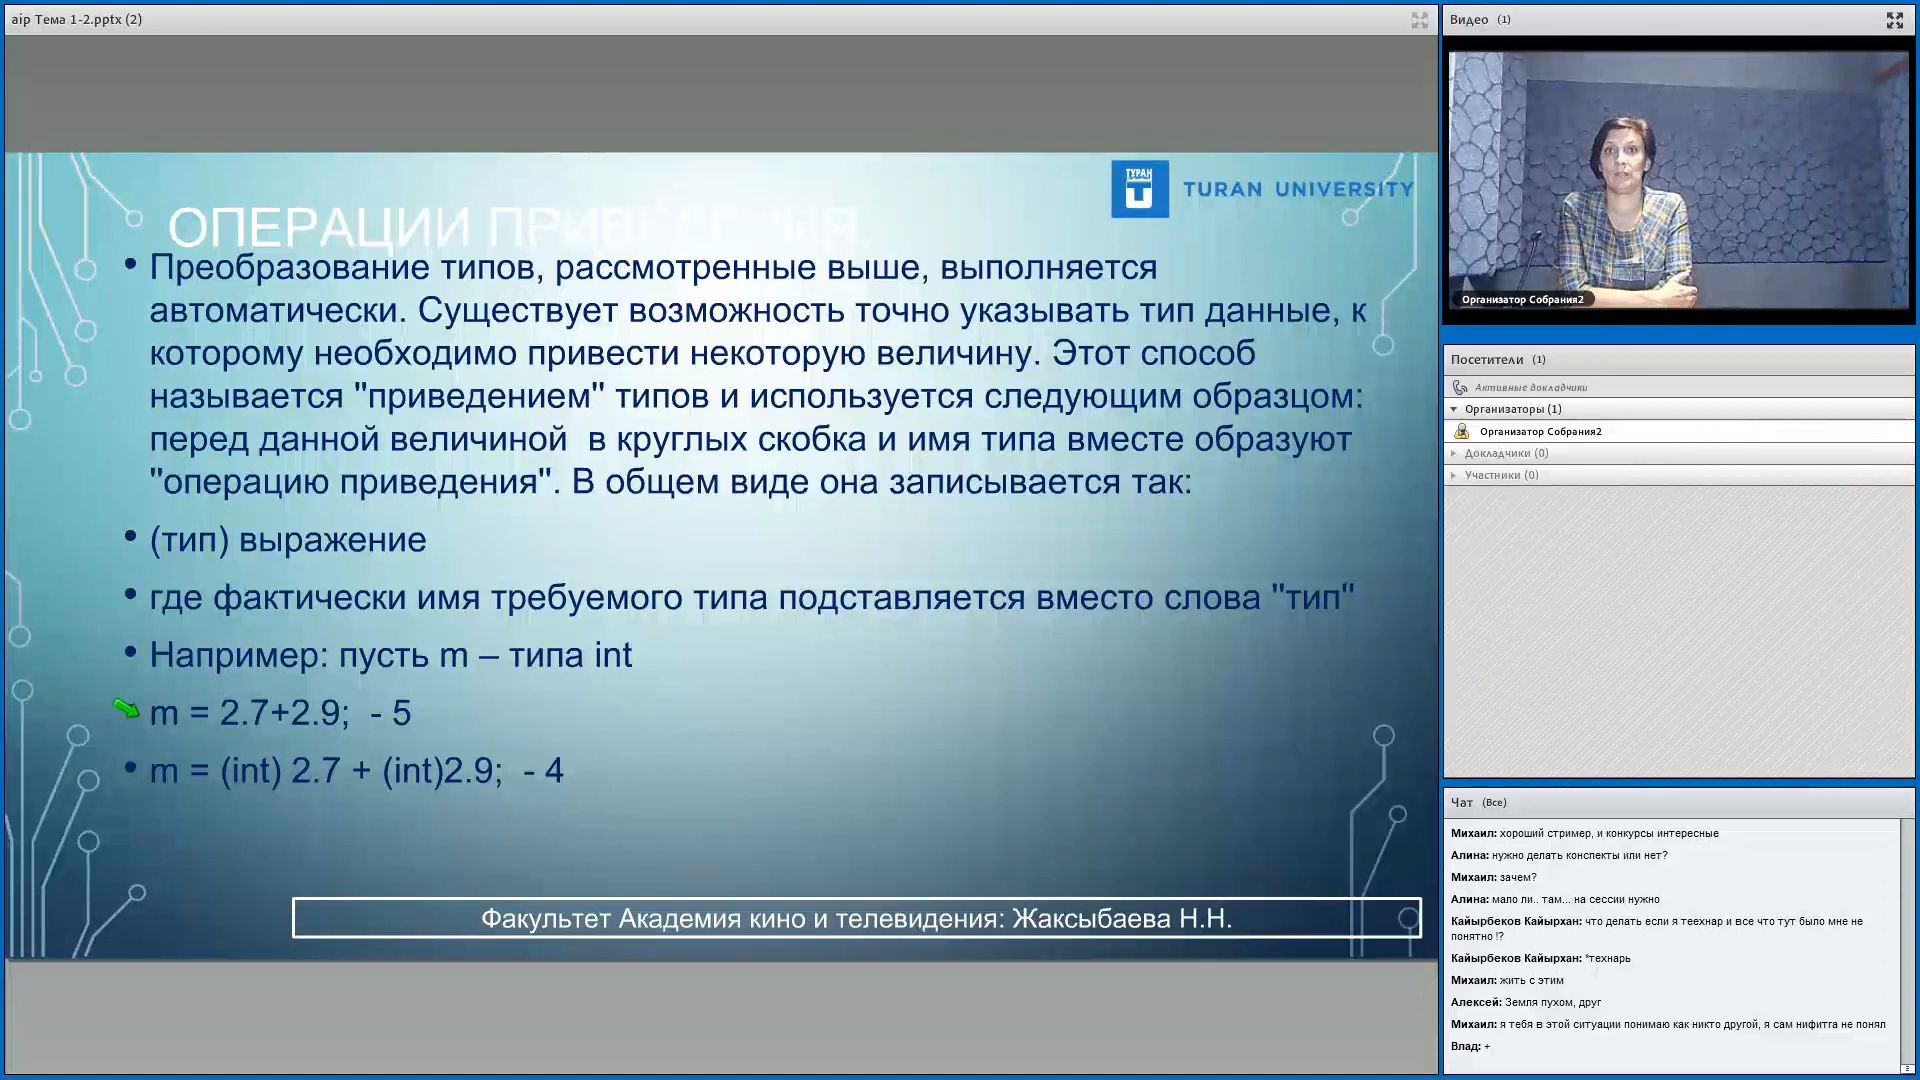 aip Тема 1-2.pptx (2)
ТУРАН
TURAN UNIVERSITY
ОПЕРАЦИИ ПРИВЕДЕНИЯ.
• Преобразование типов, рассмотренные выше, выполняется
автоматически. Существует возможность точно указывать тип данные, к
которому необходимо привести некоторую величину. Этот способ
называется "приведением" типов и используется следующим образом:
перед данной величиной в круглых скобка и имя типа вместе образуют
"операцию приведения". В общем виде она записывается так:
• (тип) выражение
• где фактически имя требуемого типа подставляется вместо слова "тип"
• Например: пусть m – типа int
m = 2.7+2.9; - 5
• m = (int) 2.7 + (int)2.9; - 4
Факультет Академия кино и телевидения: Жаксыбаева Н.Н.
Видео (1)
Организатор Собрания2
Посетители (1)
Активные докладчики
Организаторы (1)
Организатор Собрания2
Докладчики (0)
Участники (0)
Чат (Все)
Михаил: хороший стример, и конкурсы интересные
Алина: нужно делать конспекты или нет?
Михаил: зачем?
Алина: мало ли.. там... на сессии нужно
Кайырбеков Кайырхан: что делать если я теехнар и все что тут было мне не
понятно !?
Кайырбеков Кайырхан: *технарь
Михаил: жить с этим
Алексей: Земля пухом, друг
Михаил: я тебя в этой ситуации понимаю как никто другой, я сам нифитга не понял
Влад: +